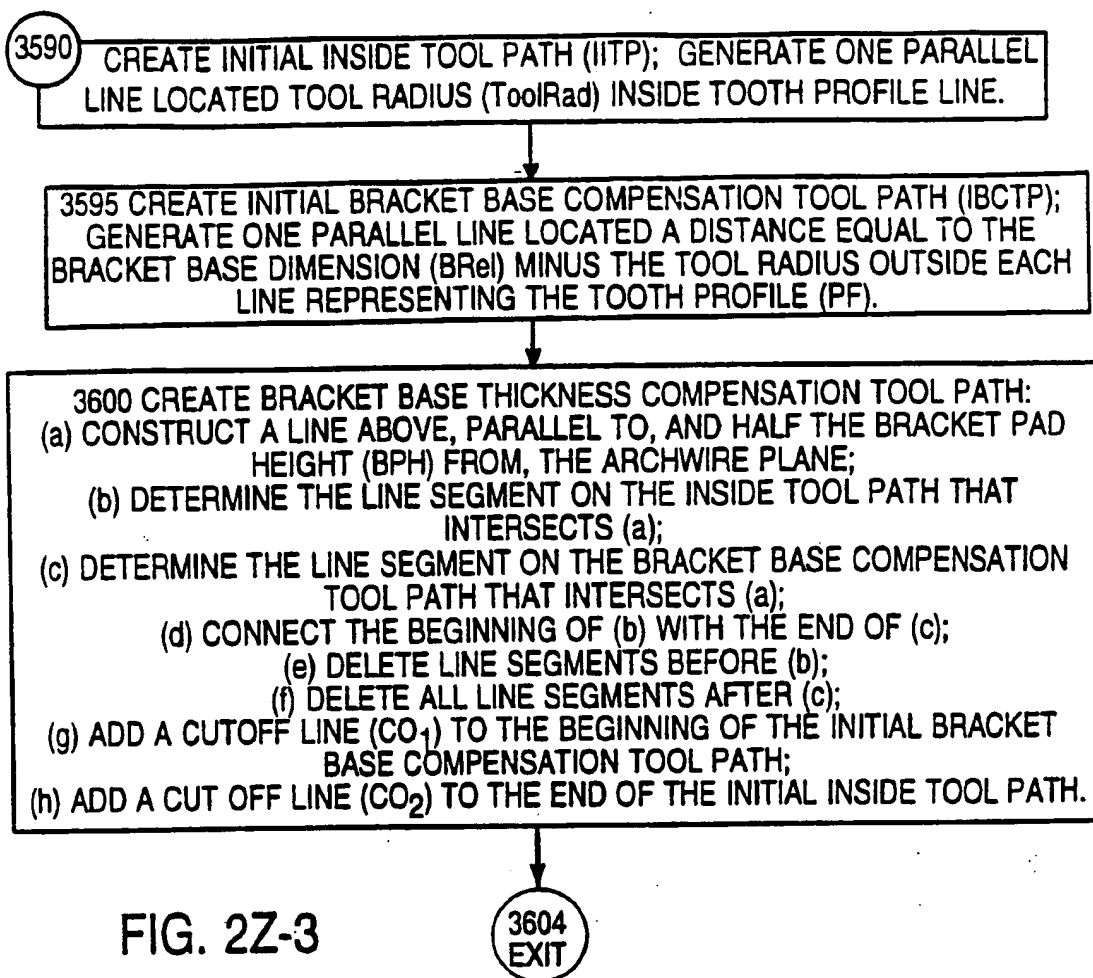 3590
CREATE INITIAL INSIDE TOOL PATH (IITP); GENERATE ONE PARALLEL
LINE LOCATED TOOL RADIUS (ToolRad) INSIDE TOOTH PROFILE LINE.
3595 CREATE INITIAL BRACKET BASE COMPENSATION TOOL PATH (IBCTP);
GENERATE ONE PARALLEL LINE LOCATED A DISTANCE EQUAL TO THE
BRACKET BASE DIMENSION (BRel) MINUS THE TOOL RADIUS OUTSIDE EACH
LINE REPRESENTING THE TOOTH PROFILE (PF).
3600 CREATE BRACKET BASE THICKNESS COMPENSATION TOOL PATH:
(a) CONSTRUCT A LINE ABOVE, PARALLEL TO, AND HALF THE BRACKET PAD
HEIGHT (BPH) FROM, THE ARCHWIRE PLANE;
(b) DETERMINE THE LINE SEGMENT ON THE INSIDE TOOL PATH THAT
INTERSECTS (a);
(c) DETERMINE THE LINE SEGMENT ON THE BRACKET BASE COMPENSATION
TOOL PATH THAT INTERSECTS (a);
(d) CONNECT THE BEGINNING OF (b) WITH THE END OF (c);
(e) DELETE LINE SEGMENTS BEFORE (b);
(f) DELETE ALL LINE SEGMENTS AFTER (c);
(g) ADD A CUTOFF LINE (CO1) TO THE BEGINNING OF THE INITIAL BRACKET
BASE COMPENSATION TOOL PATH;
(h) ADD A CUT OFF LINE (CO2) TO THE END OF THE INITIAL INSIDE TOOL PATH.
3604
EXIT
FIG. 2Z-3